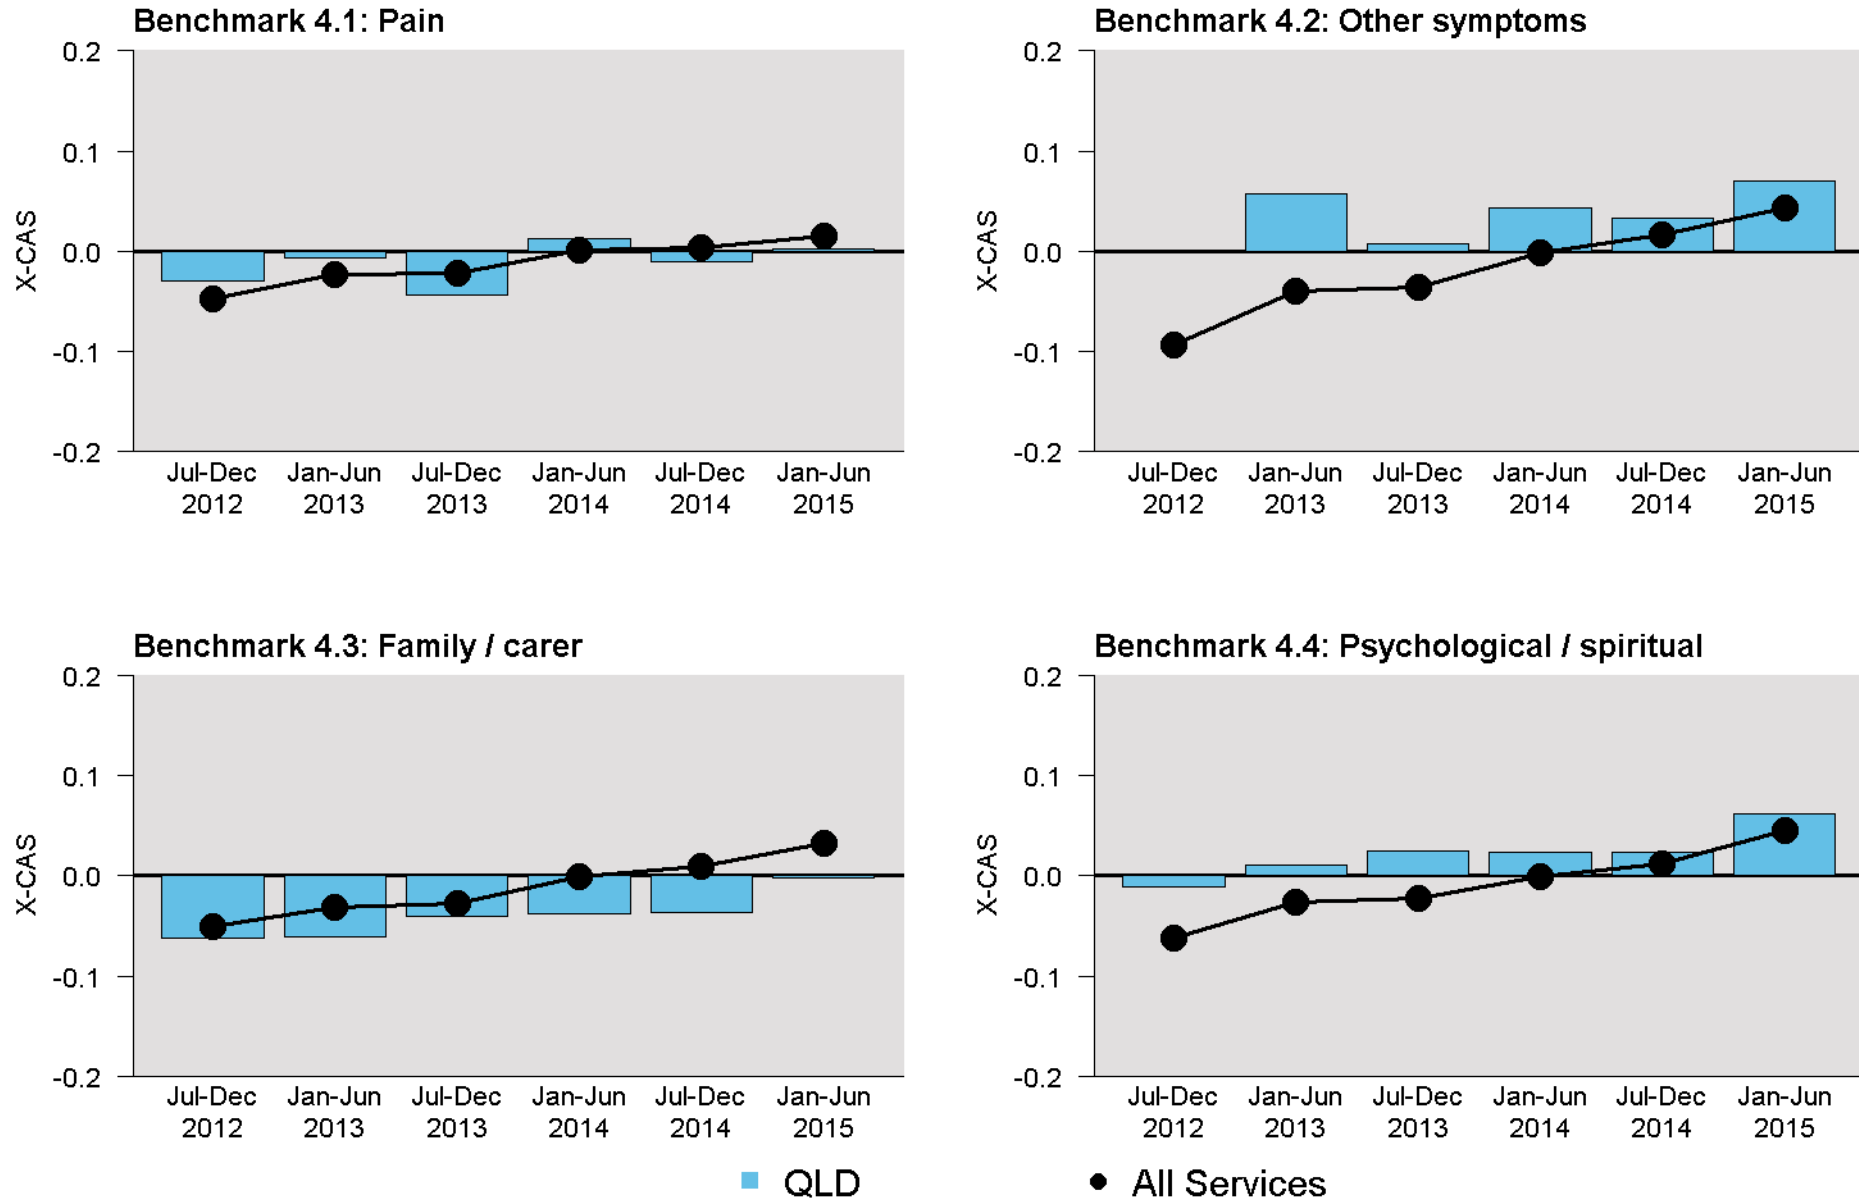 Benchmark 4.1: Pain
0.2
0.1
0.0
-0.1
-0.2
X-CAS
Jul-Dec Jan-Jun Jul-Dec Jan-Jun Jul-Dec Jan-Jun
2012 2013 2013 2014 2014 2015
Benchmark 4.2: Other symptoms
0.2
0.1
0.0
-0.1
-0.2
X-CAS
Jul-Dec Jan-Jun Jul-Dec Jan-Jun Jul-Dec Jan-Jun
2012 2013 2013 2014 2014 2015
Benchmark 4.3: Family / carer
0.2
0.1
0.0
-0.1
-0.2
X-CAS
Jul-Dec Jan-Jun Jul-Dec Jan-Jun Jul-Dec Jan-Jun
2012 2013 2013 2014 2014 2015
Benchmark 4.4: Psychological / spiritual
0.2
0.1
0.0
-0.1
-0.2
X-CAS
Jul-Dec Jan-Jun Jul-Dec Jan-Jun Jul-Dec Jan-Jun
2012 2013 2013 2014 2014 2015
QLD
All Services